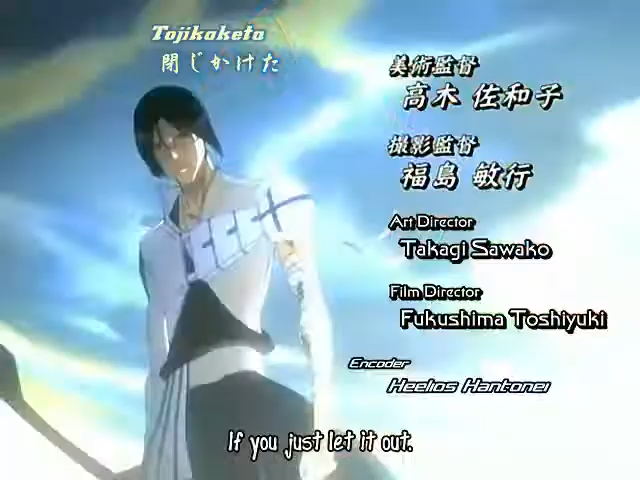 Tojikaketa
閉じかけた
美術監督
高木 佐和子
撮影監督
福島 敏行
Art Director
Takagi Sawako
Film Director
Fukushima Toshiyuki
Encoder
Heelios Hantonei
If you just let it out.